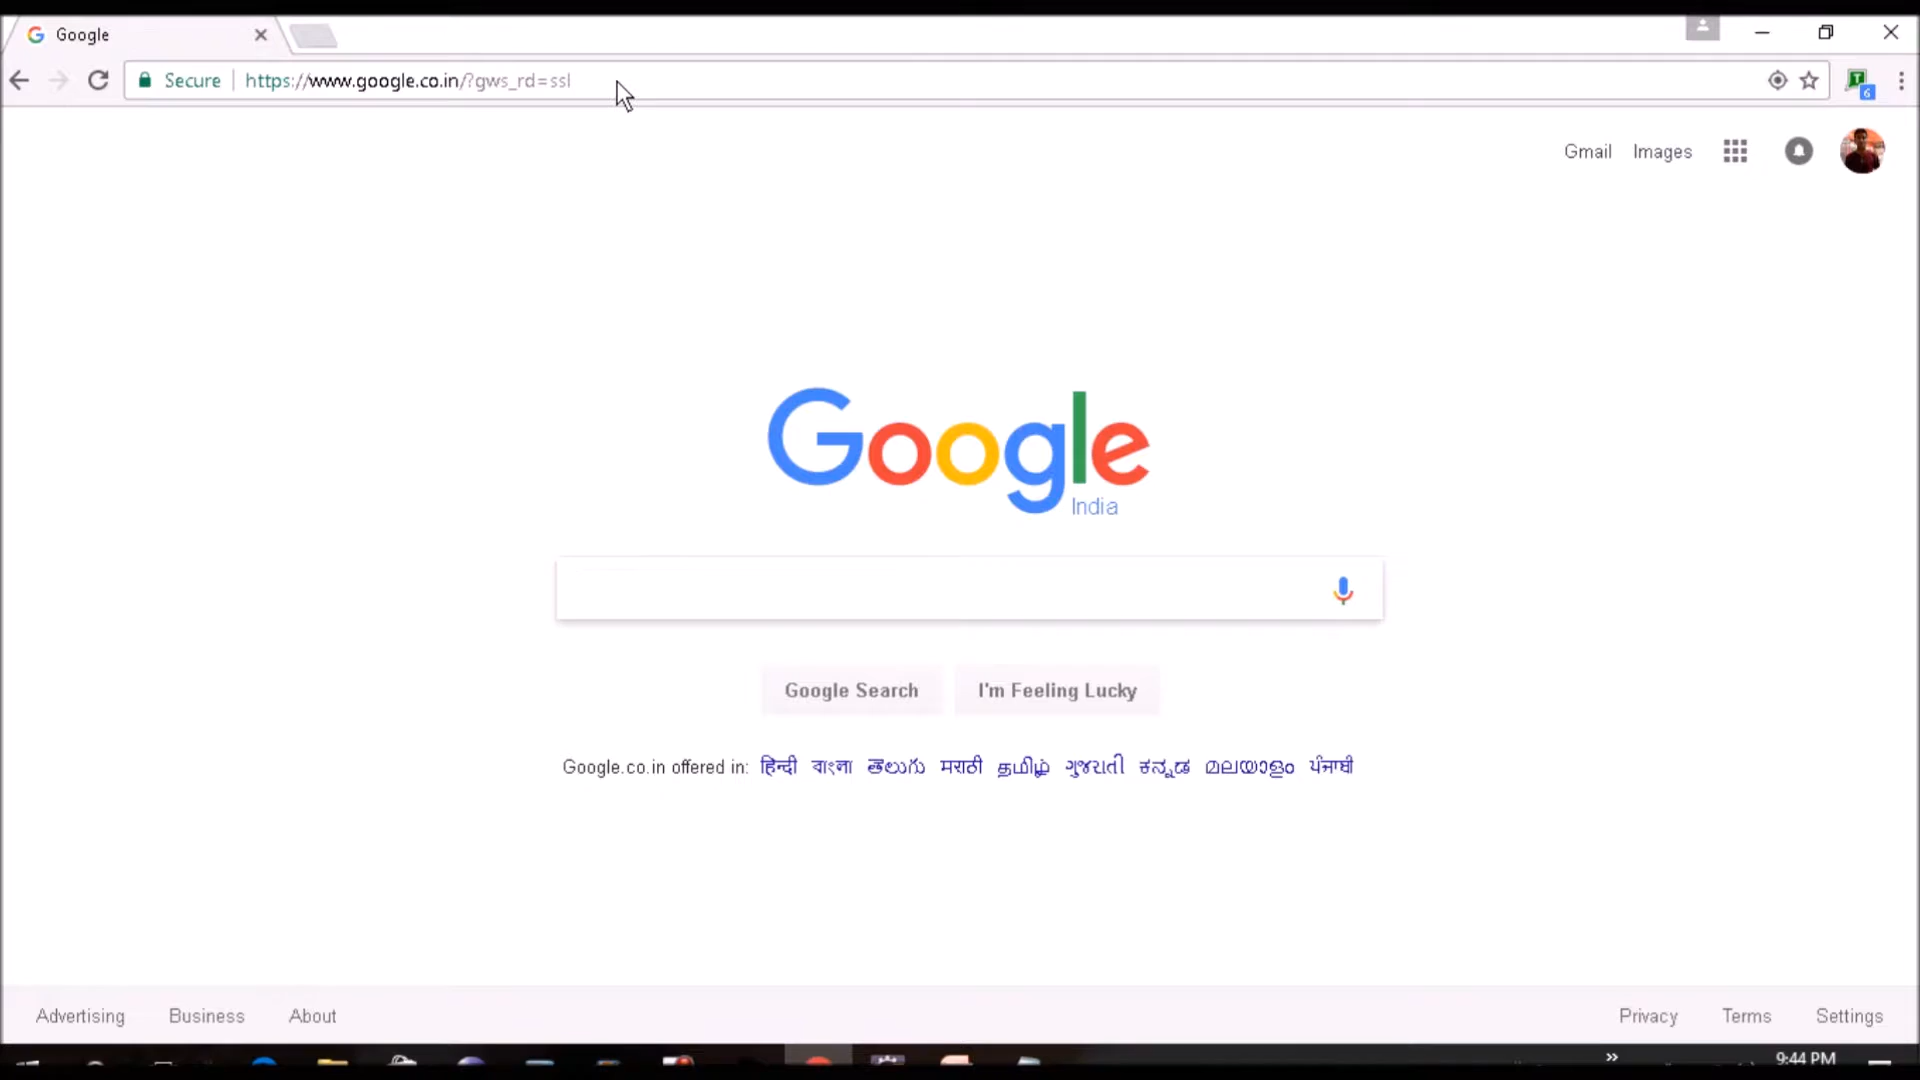 Google
Secure https://www.google.co.in/?gws_rd=ssl
6
Gmail Images
Google
India
Google Search I'm Feeling Lucky
Google.co.in offered in: हिन्दी বাংলা తెలుగు मराठी தமிழ் ગુજરાતી ಕನ್ನಡ മലയാളം ਪੰਜਾਬੀ
Advertising Business About Privacy Terms Settings
9:44 PM